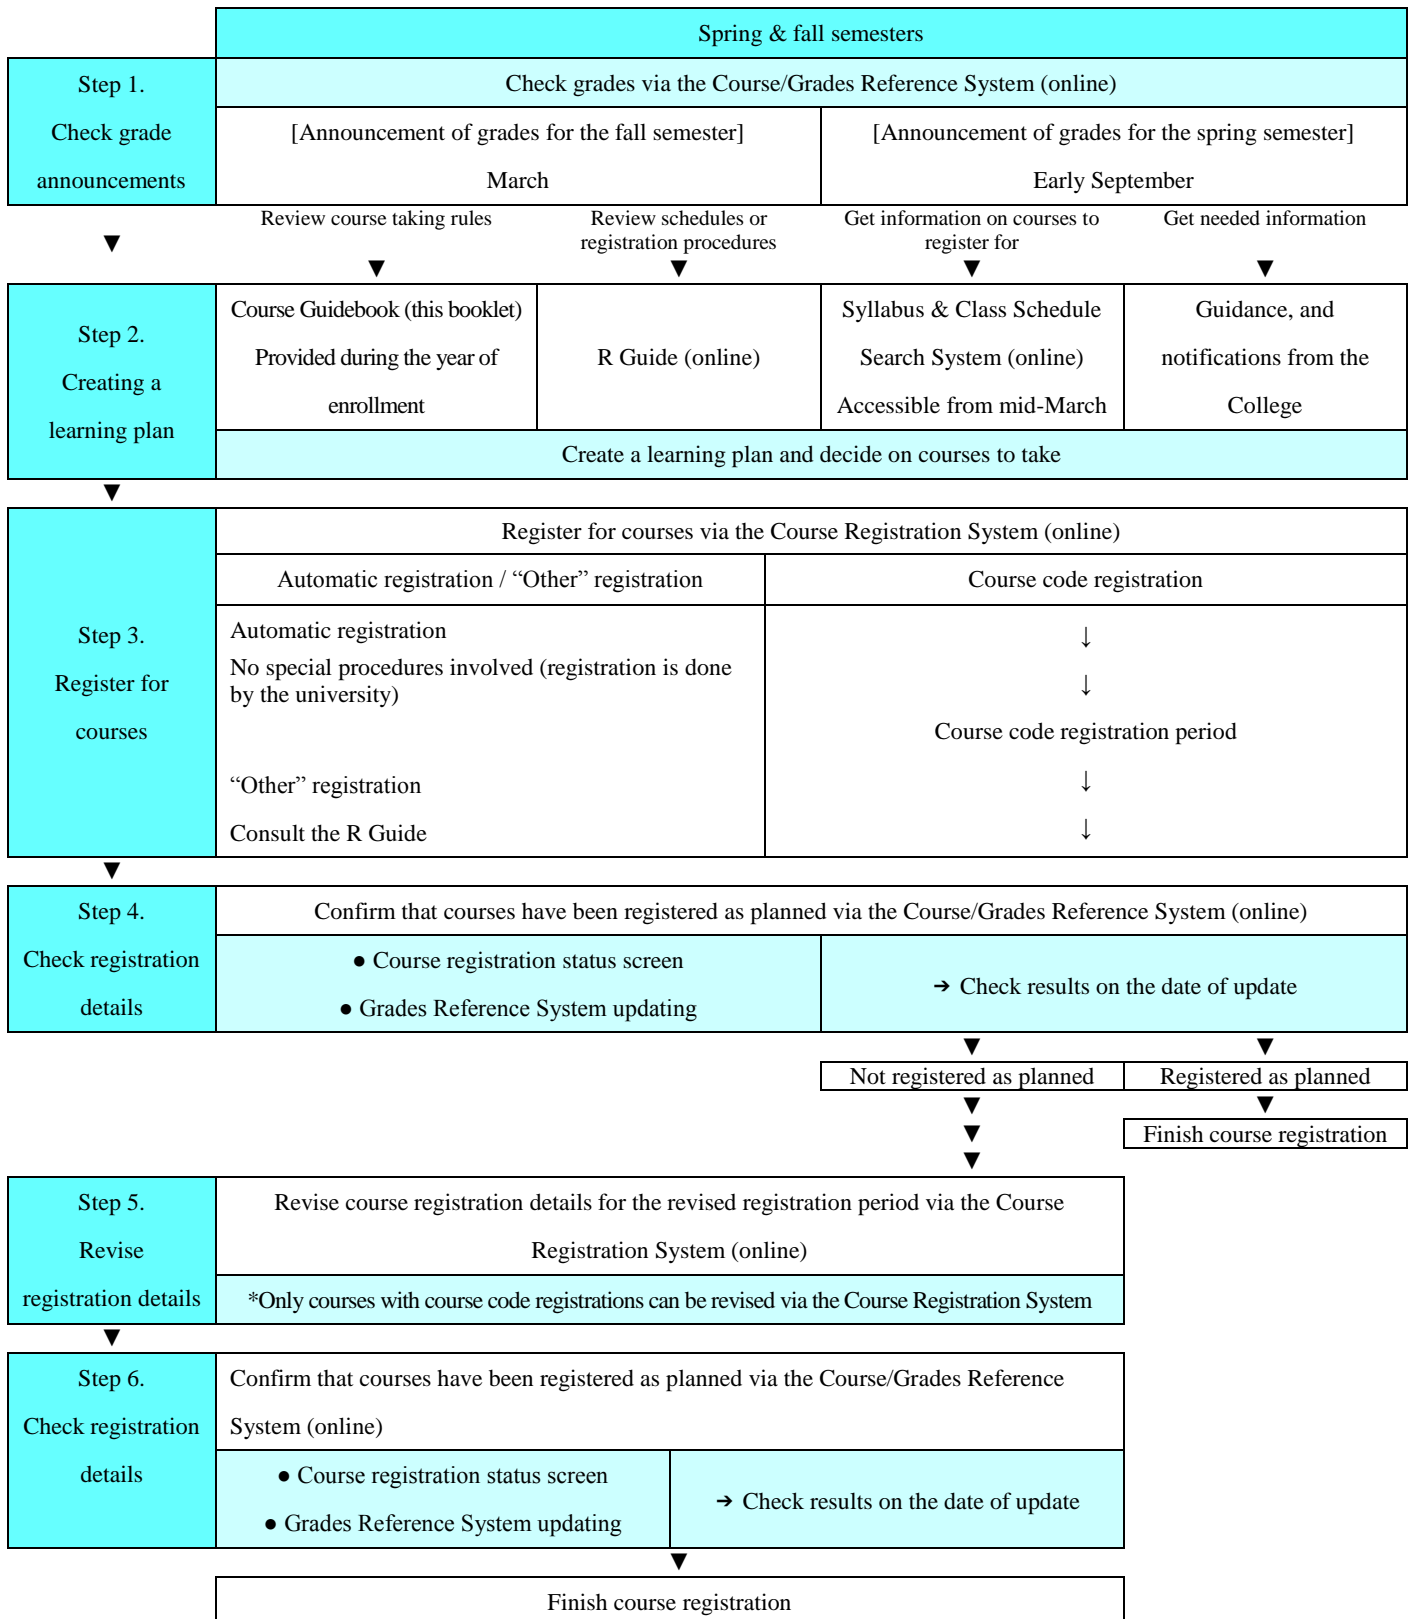 Spring & fall semesters
Step 1.
Check grade
announcements
Check grades via the Course/Grades Reference System (online)
[Announcement of grades for the fall semester]
March
[Announcement of grades for the spring semester]
Early September
▼
Review course taking rules
▼
Review schedules or
registration procedures
▼
Get information on courses to
register for
▼
Get needed information
▼
Step 2.
Creating a
learning plan
Course Guidebook (this booklet)
Provided during the year of
enrollment
R Guide (online)
Syllabus & Class Schedule
Search System (online)
Accessible from mid-March
Guidance, and
notifications from the
College
Create a learning plan and decide on courses to take
▼
Step 3.
Register for
courses
Register for courses via the Course Registration System (online)
Automatic registration / “Other” registration
Course code registration
Automatic registration
No special procedures involved (registration is done
by the university)
“Other” registration
Consult the R Guide
↓
↓
Course code registration period
↓
↓
▼
Step 4.
Check registration
details
Confirm that courses have been registered as planned via the Course/Grades Reference System (online)
● Course registration status screen
● Grades Reference System updating
➔ Check results on the date of update
▼ ▼
Not registered as planned
Registered as planned
▼ ▼
▼
Finish course registration
▼
Step 5.
Revise
registration details
Revise course registration details for the revised registration period via the Course
Registration System (online)
*Only courses with course code registrations can be revised via the Course Registration System
▼
Step 6.
Check registration
details
Confirm that courses have been registered as planned via the Course/Grades Reference
System (online)
● Course registration status screen
● Grades Reference System updating
➔ Check results on the date of update
▼
Finish course registration